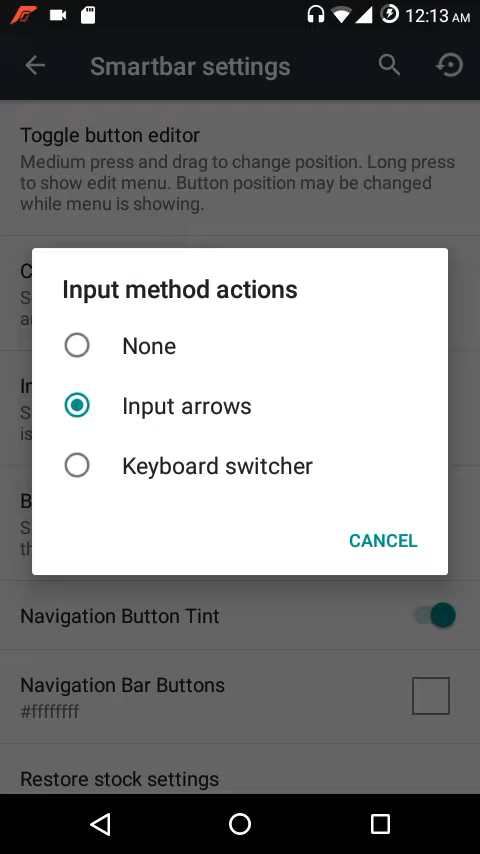 12:13 AM
Smartbar settings
Toggle button editor
Medium press and drag to change position. Long press
to show edit menu. Button position may be changed
while menu is showing.
Input method actions
None
Input arrows
Keyboard switcher
CANCEL
Navigation Button Tint
Navigation Bar Buttons
#ffffffff
Restore stock settings